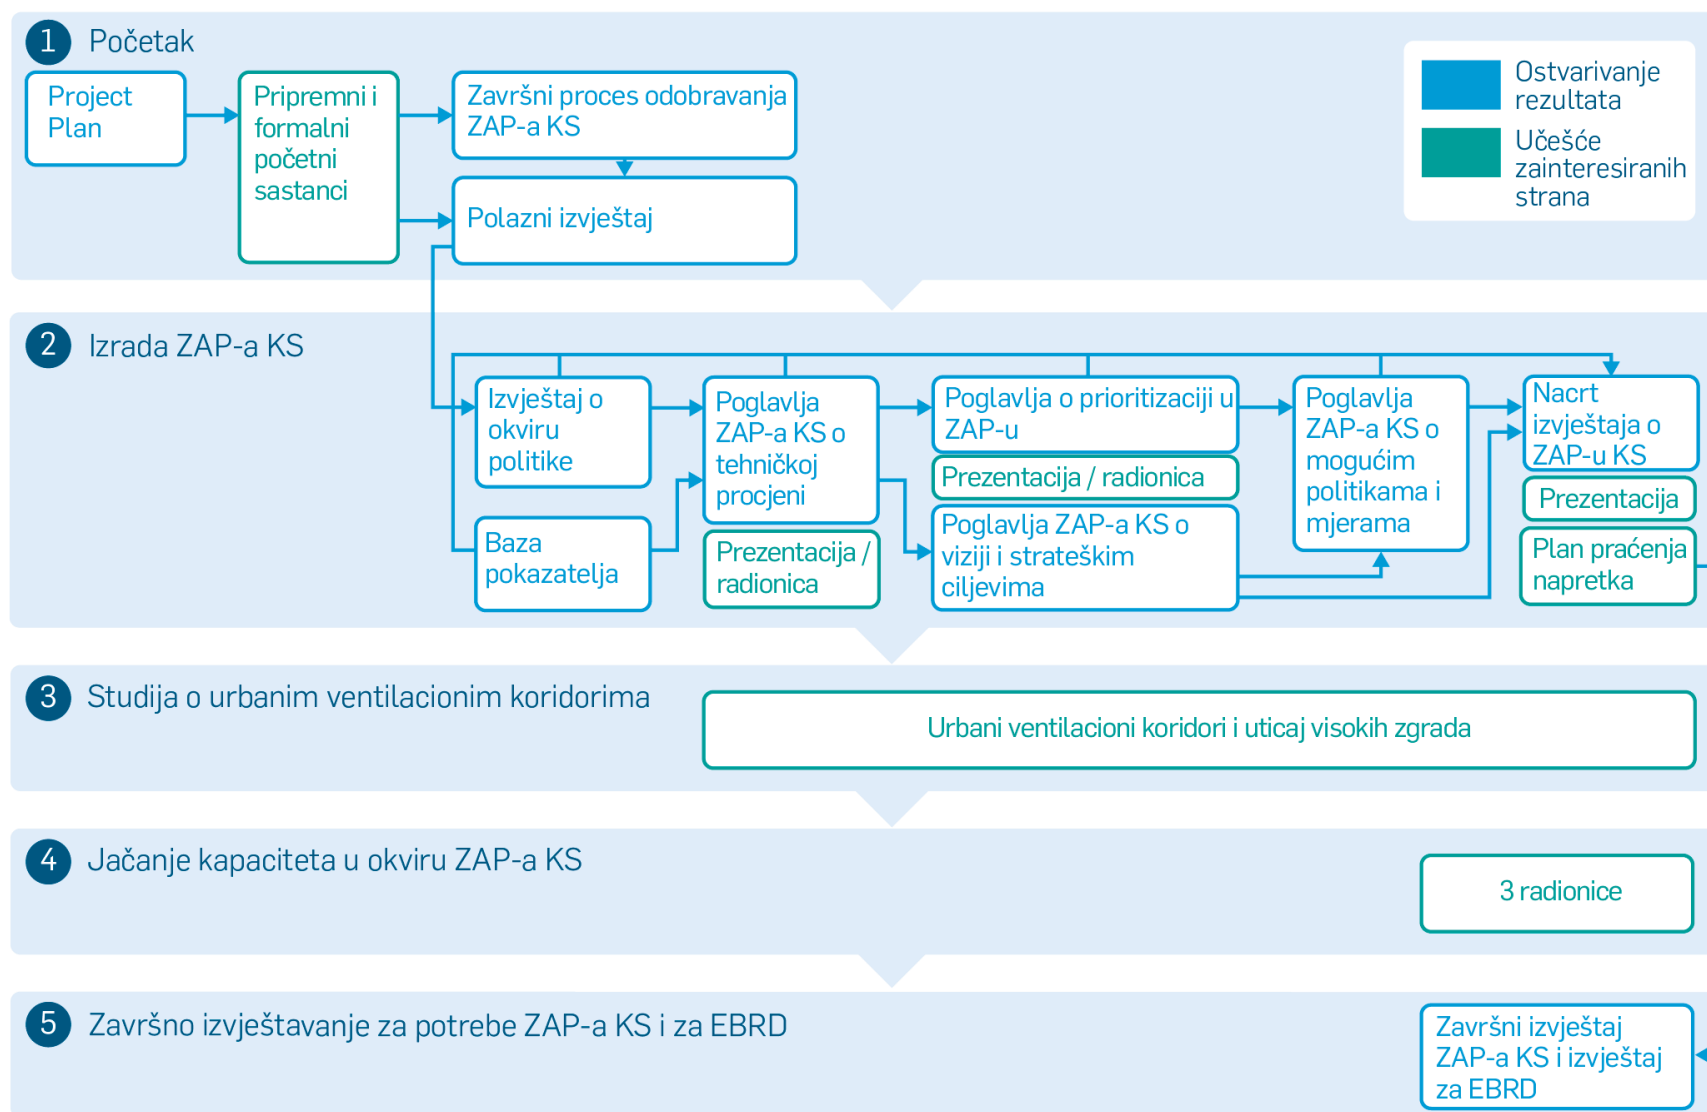 1 Početak
Project
Plan
Pripremni i
formalni
početni
sastanci
Završni proces odobravanja
ZAP-a KS
Polazni izvještaj
Ostvarivanje
rezultata
Učešće
zainteresiranih
strana
2 Izrada ZAP-a KS
Izvještaj o
okviru
politike
Baza
pokazatelja
Poglavlja
ZAP-a KS o
tehničkoj
procjeni
Prezentacija /
radionica
Poglavlja o prioritizaciji u
ZAP-u
Prezentacija / radionica
Poglavlja ZAP-a KS o
viziji i strateškim
ciljevima
Poglavlja
ZAP-a KS o
mogućim
politikama i
mjerama
Nacrt
izvještaja o
ZAP-u KS
Prezentacija
Plan praćenja
napretka
3 Studija o urbanim ventilacionim koridorima
Urbani ventilacioni koridori i uticaj visokih zgrada
4 Jačanje kapaciteta u okviru ZAP-a KS
3 radionice
5 Završno izvještavanje za potrebe ZAP-a KS i za EBRD
Završni izvještaj
ZAP-a KS i izvještaj
za EBRD